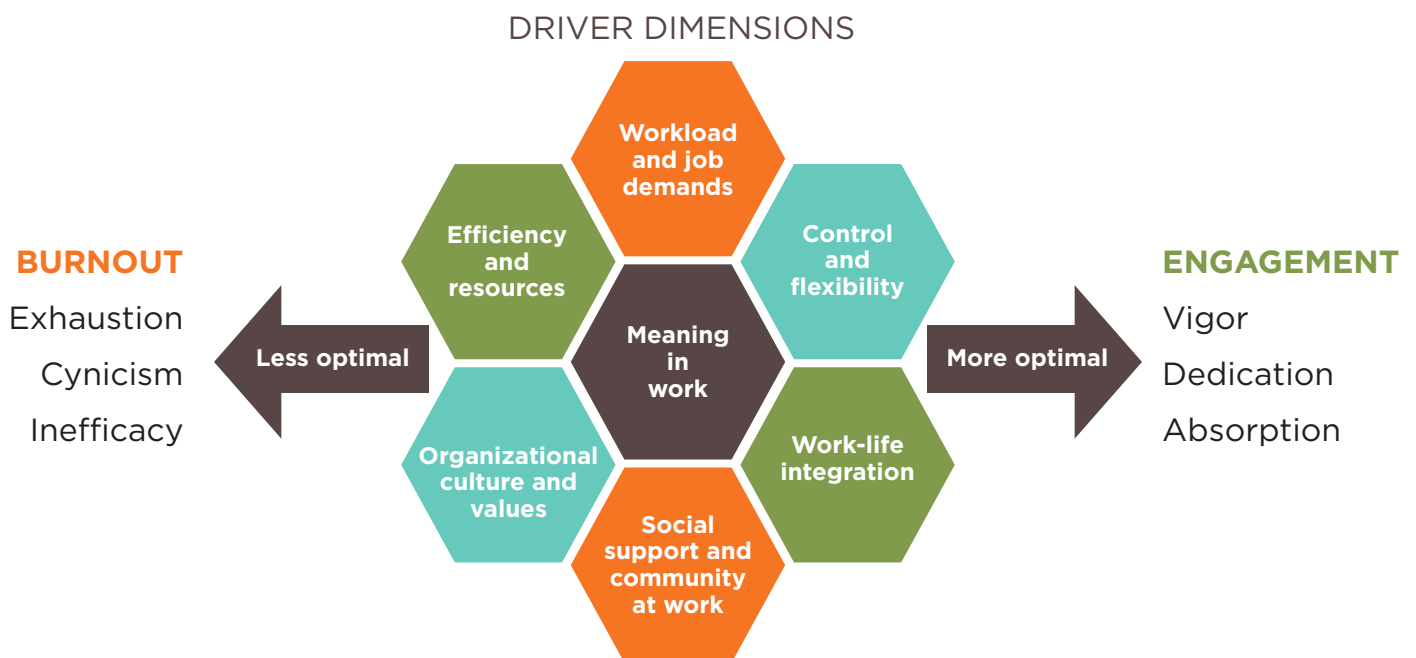 DRIVER DIMENSIONS
Workload
and job
demands
Efficiency
and
resources
Control
and
flexibility
BURNOUT
Exhaustion
Cynicism
Inefficacy
Less optimal
Meaning
in
work
More optimal
ENGAGEMENT
Vigor
Dedication
Absorption
Organizational
culture and
values
Work-life
integration
Social
support and
community
at work